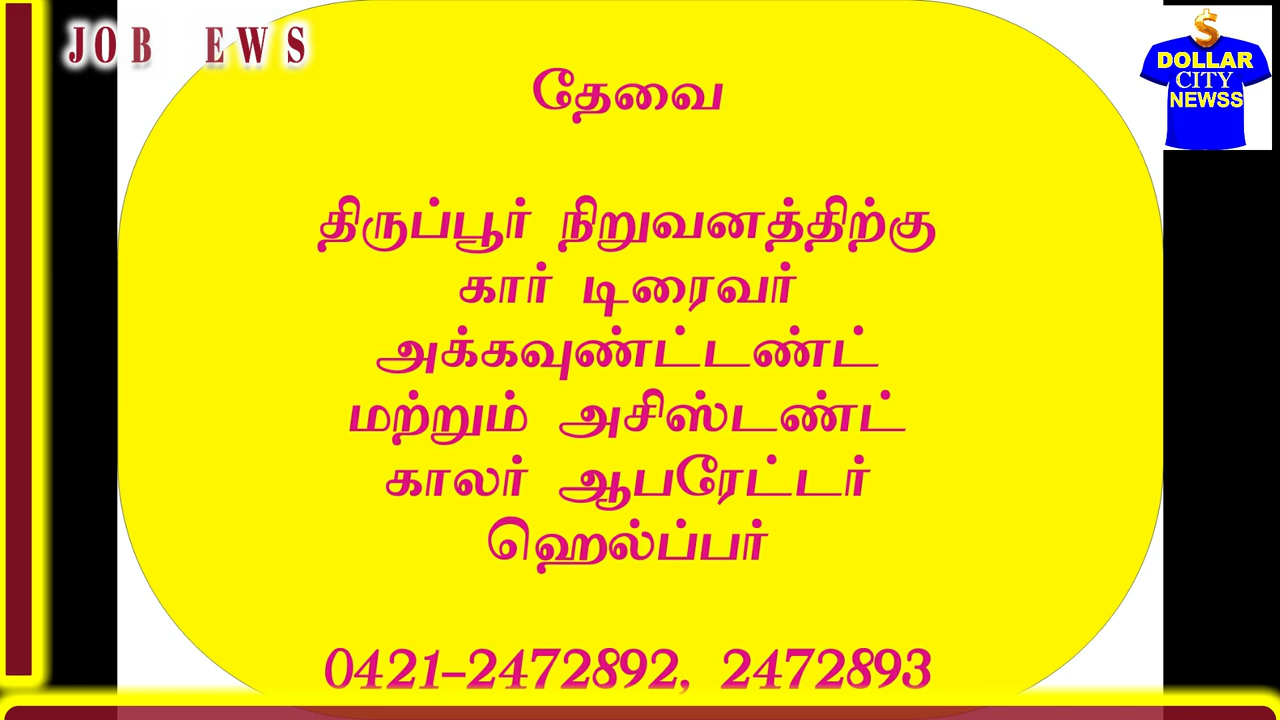 JOB EWS
$
DOLLAR
CITY
NEWSS
தேவை
திருப்பூர் நிறுவனத்திற்கு
கார் டிரைவர்
அக்கவுண்ட்டண்ட்
மற்றும் அசிஸ்டண்ட்
காலர் ஆபரேட்டர்
ஹெல்ப்பர்
0421-2472892, 2472893